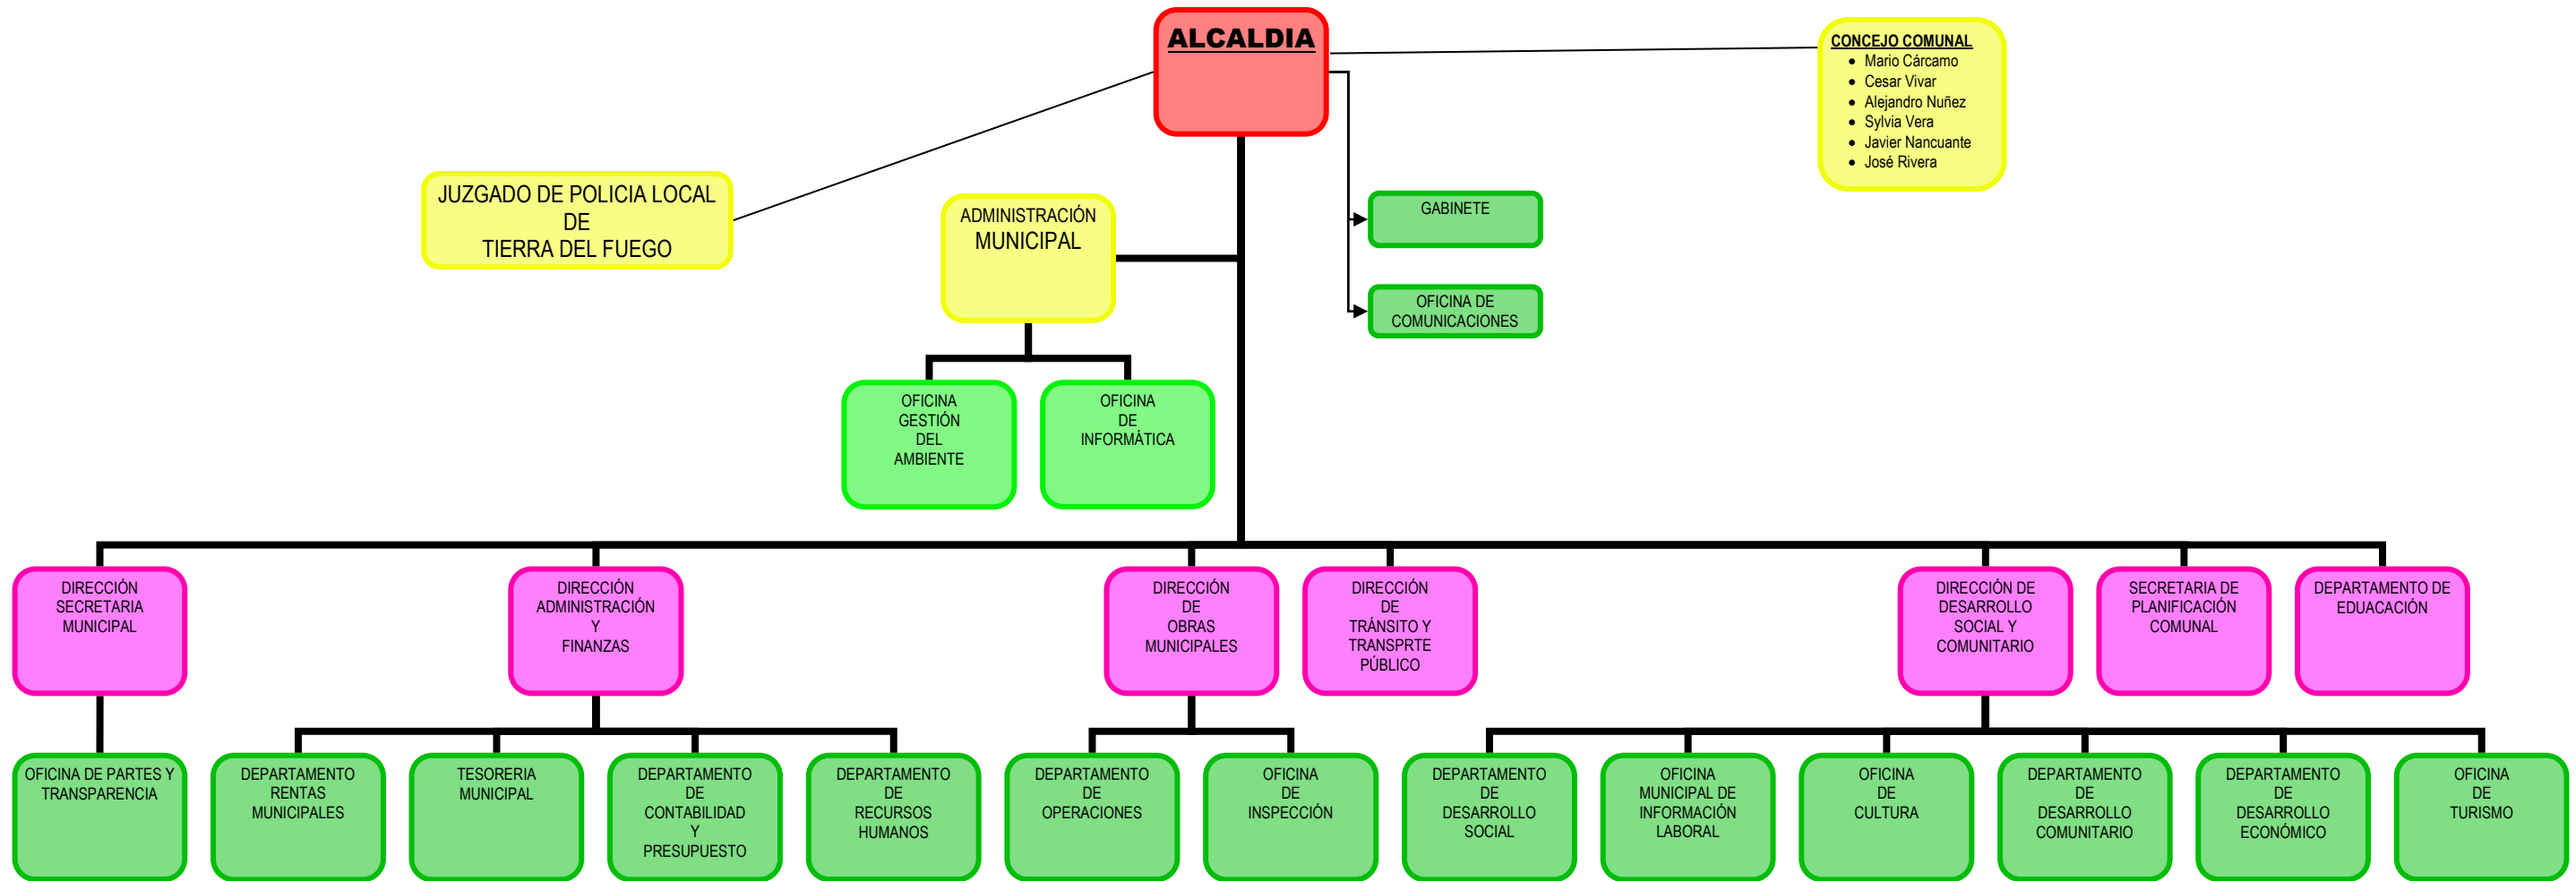 ALCALDIA
CONCEJO COMUNAL
• Mario Cárcamo
• Cesar Vivar
• Alejandro Nuñez
• Sylvia Vera
• Javier Nancuante
• José Rivera
JUZGADO DE POLICIA LOCAL
DE
TIERRA DEL FUEGO
ADMINISTRACIÓN
MUNICIPAL
GABINETE
OFICINA DE
COMUNICACIONES
OFICINA
GESTIÓN
DEL
AMBIENTE
OFICINA
DE
INFORMÁTICA
DIRECCIÓN
SECRETARIA
MUNICIPAL
DIRECCIÓN
ADMINISTRACIÓN
Y
FINANZAS
DIRECCIÓN
DE
OBRAS
MUNICIPALES
DIRECCIÓN
DE
TRÁNSITO Y
TRANSPRTE
PÚBLICO
DIRECCIÓN DE
DESARROLLO
SOCIAL Y
COMUNITARIO
SECRETARIA DE
PLANIFICACIÓN
COMUNAL
DEPARTAMENTO DE
EDUACACIÓN
OFICINA DE PARTES Y
TRANSPARENCIA
DEPARTAMENTO
RENTAS
MUNICIPALES
TESORERIA
MUNICIPAL
DEPARTAMENTO
DE
CONTABILIDAD
Y
PRESUPUESTO
DEPARTAMENTO
DE
RECURSOS
HUMANOS
DEPARTAMENTO
DE
OPERACIONES
OFICINA
DE
INSPECCIÓN
DEPARTAMENTO
DE
DESARROLLO
SOCIAL
OFICINA
MUNICIPAL DE
INFORMACIÓN
LABORAL
OFICINA
DE
CULTURA
DEPARTAMENTO
DE
DESARROLLO
COMUNITARIO
DEPARTAMENTO
DE
DESARROLLO
ECONÓMICO
OFICINA
DE
TURISMO